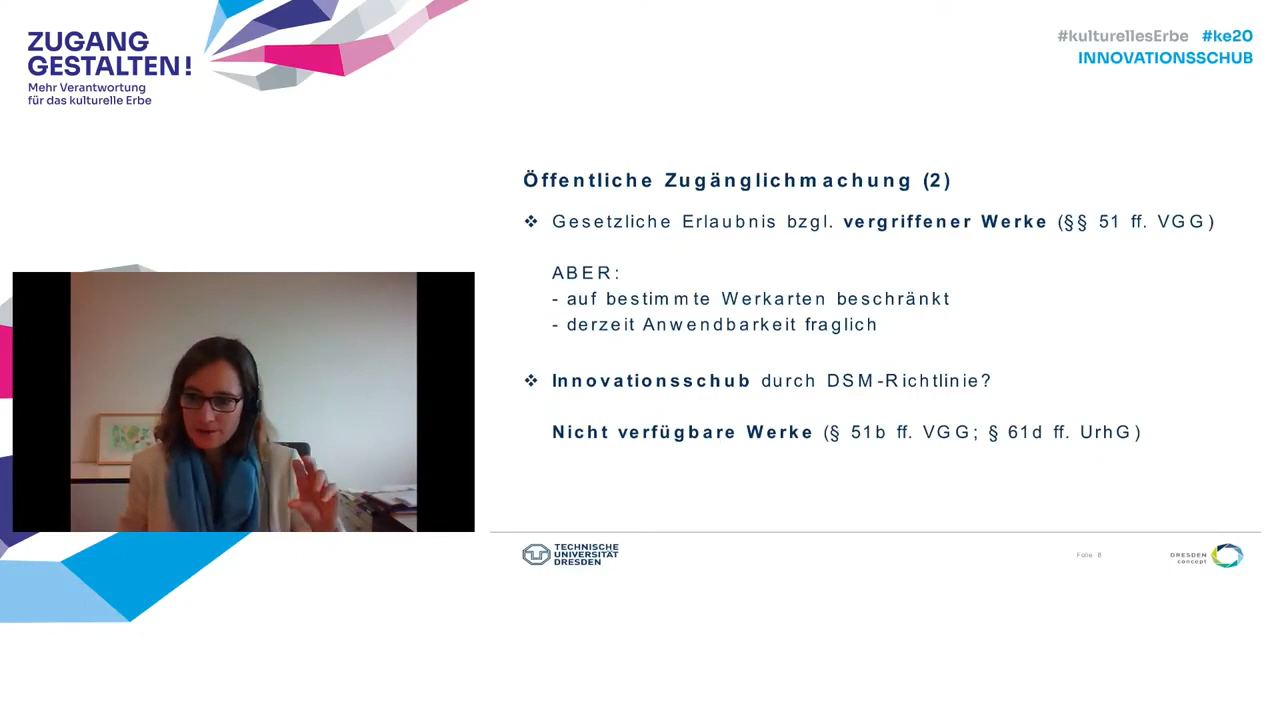 ZUGANG
GESTALTEN!
Mehr Verantwortung
für das kulturelle Erbe
#kulturellesErbe #ke20
INNOVATIONSSCHUB
Öffentliche Zugänglichmachung (2)
❖ Gesetzliche Erlaubnis bzgl. vergriffener Werke (§§ 51 ff. VGG)
ABER:
- auf bestimmte Werkarten beschränkt
- derzeit Anwendbarkeit fraglich
❖ Innovationsschub durch DSM-Richtlinie?
Nicht verfügbare Werke (§ 51b ff. VGG; § 61d ff. UrhG)
TECHNISCHE
UNIVERSITÄT
DRESDEN
Folie 8
DRESDEN
concept